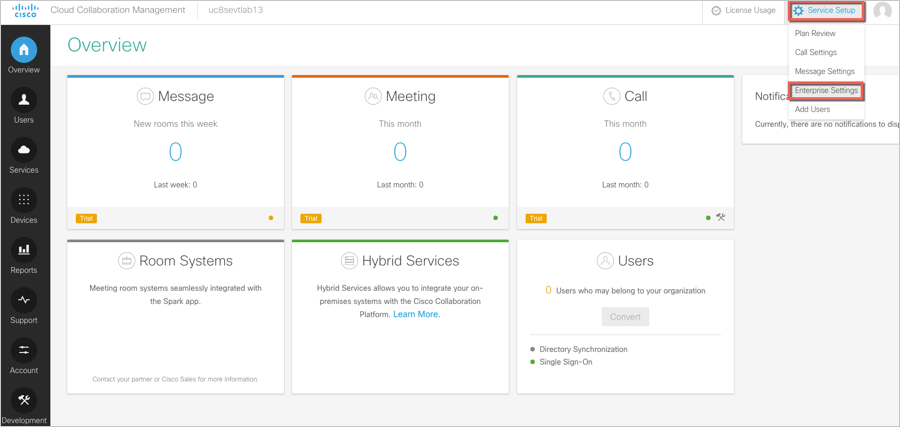 CISCO
Cloud Collaboration Management
uc8sevtlab13
License Usage
Service Setup
Plan Review
Call Settings
Message Settings
Enterprise Settings
Add Users
Overview
Users
Services
Devices
Reports
Support
Account
Development
Overview
Message
New rooms this week
0
Last week: 0
Trial
Meeting
This month
0
Last month: 0
Trial
Call
This month
0
Last month: 0
Trial
Currently, there are no notifications to
Room Systems
Meeting room systems seamlessly integrated with
the Spark app.
Contact your partner or Cisco Sales for more information.
Hybrid Services
Hybrid Services allows you to integrate your on-
premises systems with the Cisco Collaboration
Platform. Learn More.
Users
0 Users who may belong to your organization
Convert
Directory Synchronization
Single Sign-On